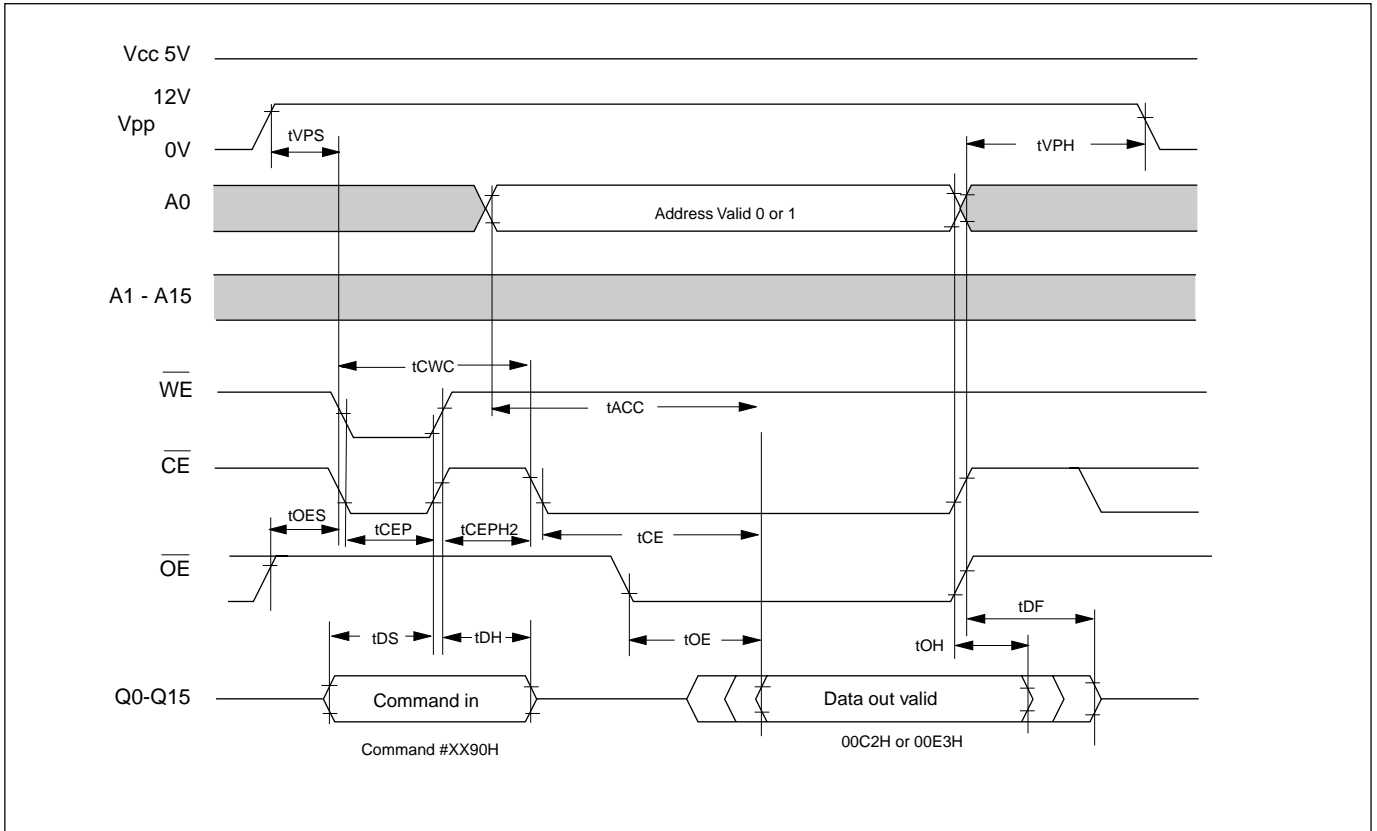 Vcc 5V
12V
Vpp
0V
tVPS
tVPH
A0
Address Valid 0 or 1
A1 - A15
tCWC
WE
tACC
CE
tOES
tCEP
tCEPH2
tCE
OE
tDF
tDS
tDH
tOE
tOH
Q0-Q15
Command in
Data out valid
Command #XX90H
00C2H or 00E3H